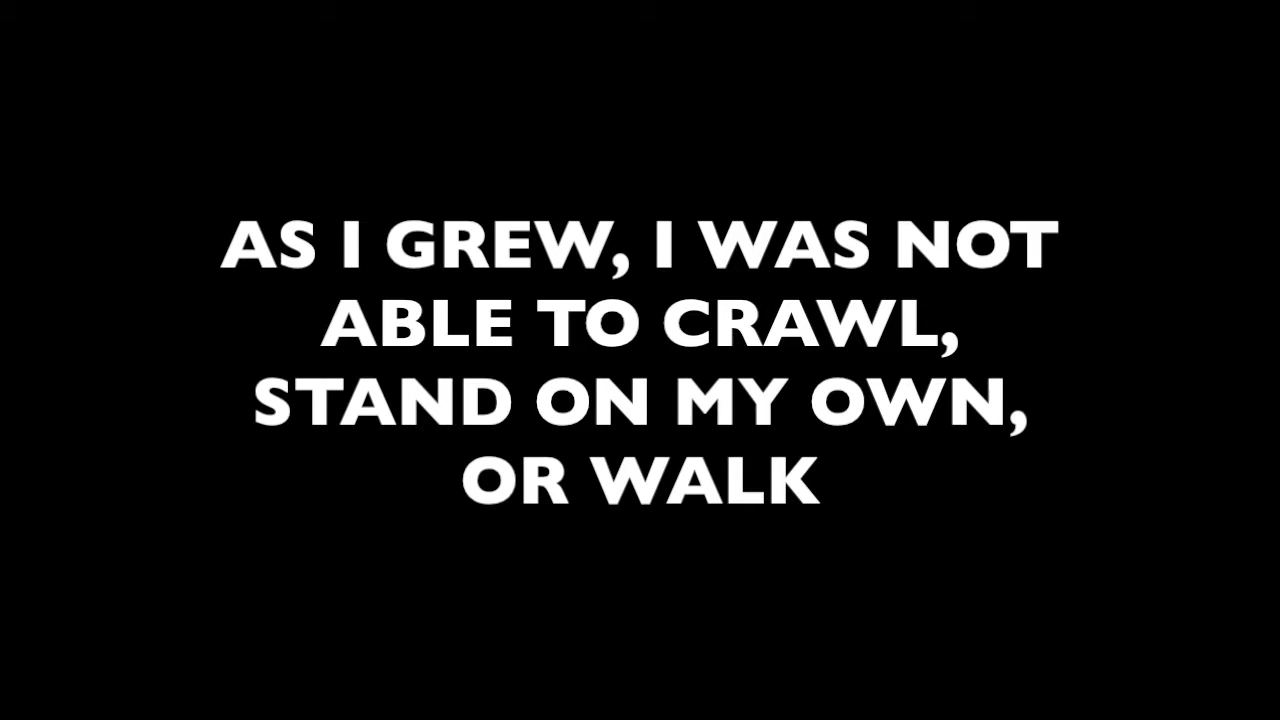 AS I GREW, I WAS NOT
ABLE TO CRAWL,
STAND ON MY OWN,
OR WALK